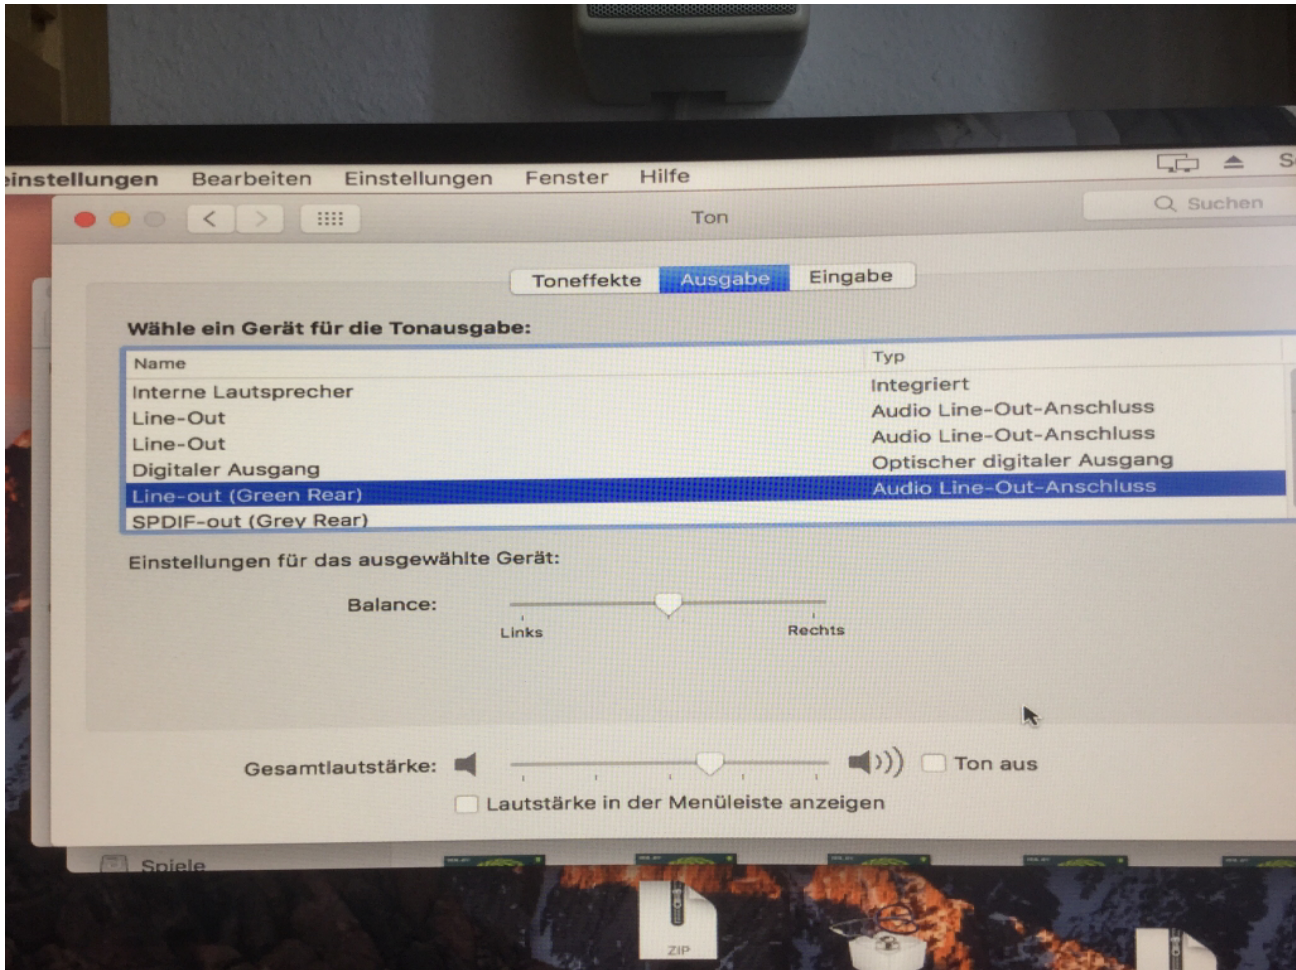 einstellungen Bearbeiten Einstellungen Fenster Hilfe
Ton
Suchen
Toneffekte Ausgabe Eingabe
Wähle ein Gerät für die Tonausgabe:
Name Typ
Interne Lautsprecher Integriert
Line-Out Audio Line-Out-Anschluss
Line-Out Audio Line-Out-Anschluss
Digitaler Ausgang Optischer digitaler Ausgang
Line-out (Green Rear) Audio Line-Out-Anschluss
SPDIF-out (Grey Rear)
Einstellungen für das ausgewählte Gerät:
Balance:
Links Rechts
Gesamtlautstärke: Ton aus
Lautstärke in der Menüleiste anzeigen
Spiele
ZIP